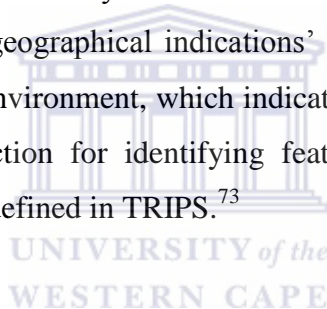 geographical indications’
nvironment, which indicat
ction for identifying feat
efined in TRIPS.73
UNIVERSITY of the
WESTERN CAPE